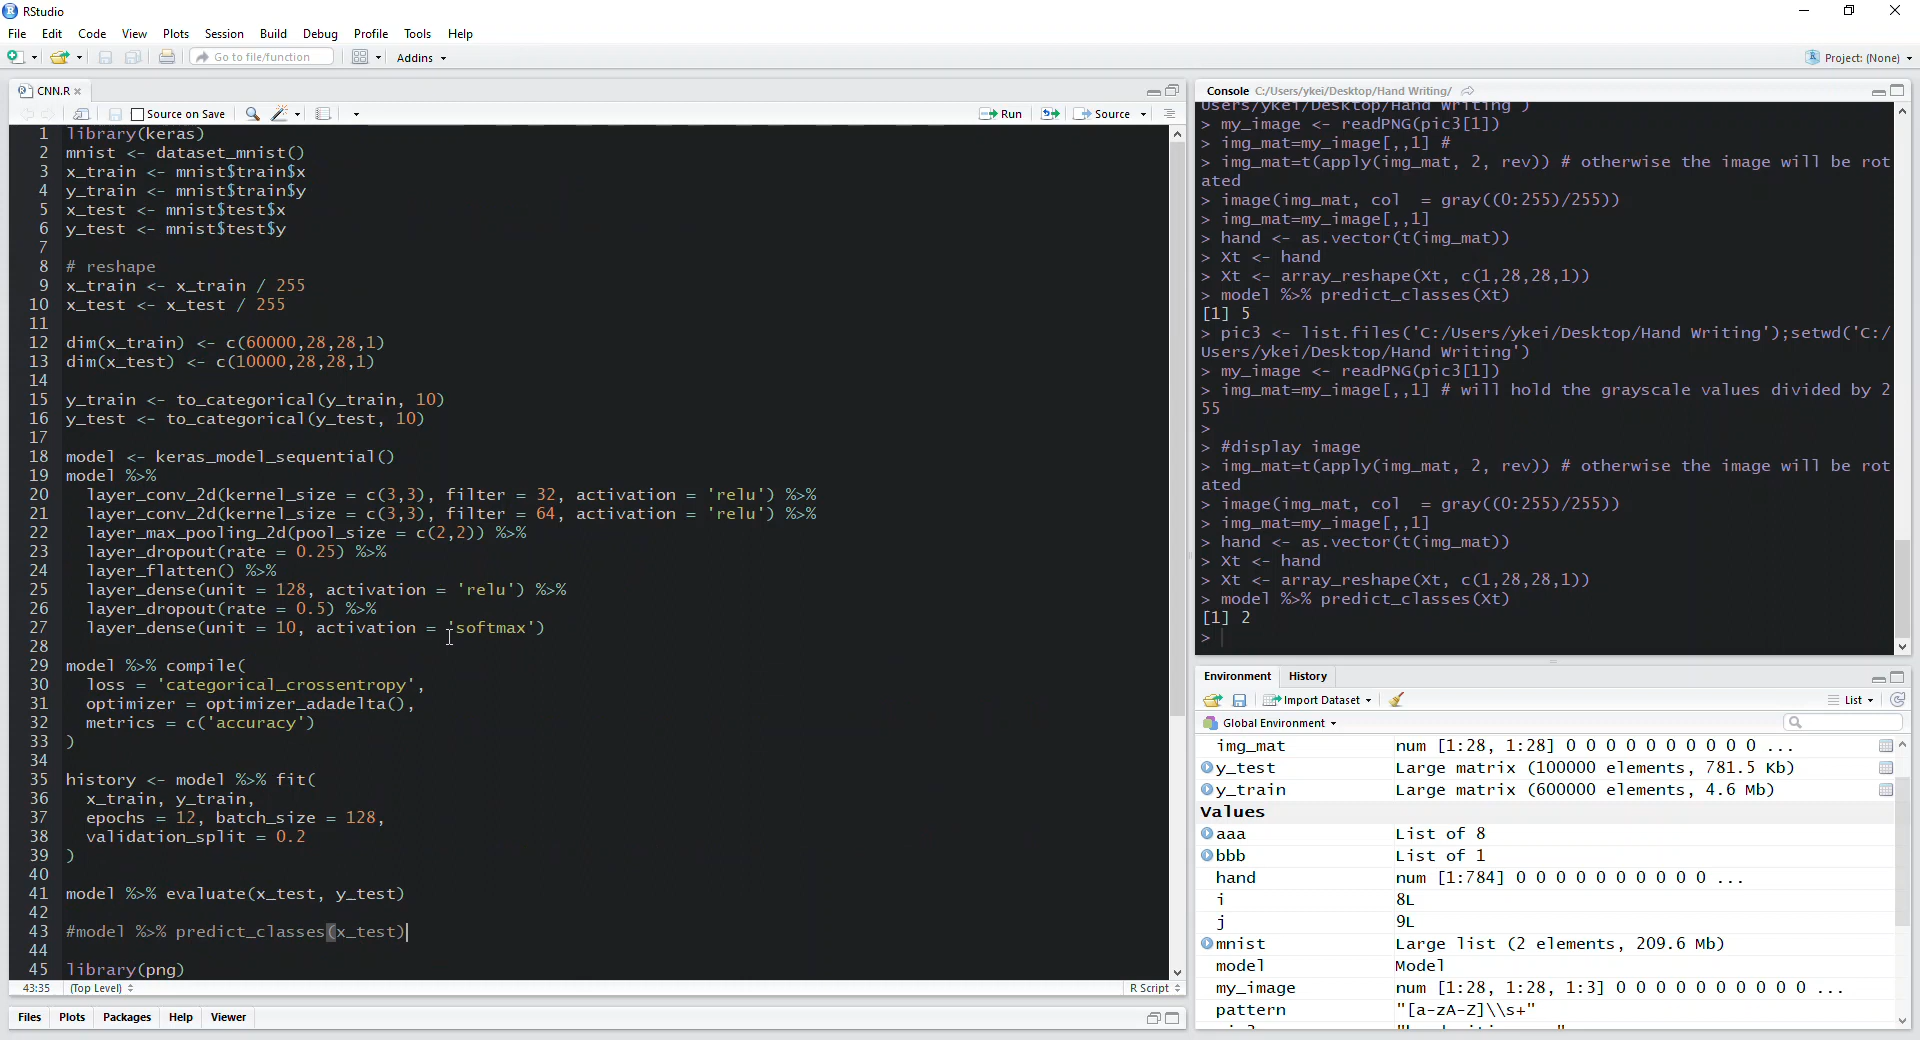 RStudio
File Edit Code View Plots Session Build Debug Profile Tools Help
Go to file/function Addins Project: (None)
CNN.R
Source on Save Run Source
1 library(keras)
2 mnist <- dataset_mnist()
3 x_train <- mnist$train$x
4 y_train <- mnist$train$y
5 x_test <- mnist$test$x
6 y_test <- mnist$test$y
7
8 # reshape
9 x_train <- x_train / 255
10 x_test <- x_test / 255
11
12 dim(x_train) <- c(60000,28,28,1)
13 dim(x_test) <- c(10000,28,28,1)
14
15 y_train <- to_categorical(y_train, 10)
16 y_test <- to_categorical(y_test, 10)
17
18 model <- keras_model_sequential()
19 model %>%
20 layer_conv_2d(kernel_size = c(3,3), filter = 32, activation = 'relu') %>%
21 layer_conv_2d(kernel_size = c(3,3), filter = 64, activation = 'relu') %>%
22 layer_max_pooling_2d(pool_size = c(2,2)) %>%
23 layer_dropout(rate = 0.25) %>%
24 layer_flatten() %>%
25 layer_dense(unit = 128, activation = 'relu') %>%
26 layer_dropout(rate = 0.5) %>%
27 layer_dense(unit = 10, activation = 'softmax')
28
29 model %>% compile(
30 loss = 'categorical_crossentropy',
31 optimizer = optimizer_adadelta(),
32 metrics = c('accuracy')
33 )
34
35 history <- model %>% fit(
36 x_train, y_train,
37 epochs = 12, batch_size = 128,
38 validation_split = 0.2
39 )
40
41 model %>% evaluate(x_test, y_test)
42
43 #model %>% predict_classes(x_test)
44
45 library(png)
43:35 (Top Level) R Script
Files Plots Packages Help Viewer
Console C:/Users/ykei/Desktop/Hand Writing/
Users/ykei/Desktop/Hand Writing')
> my_image <- readPNG(pic3[1])
> img_mat=my_image[,,1] #
> img_mat=t(apply(img_mat, 2, rev)) # otherwise the image will be rot
ated
> image(img_mat, col = gray((0:255)/255))
> img_mat=my_image[,,1]
> hand <- as.vector(t(img_mat))
> Xt <- hand
> Xt <- array_reshape(Xt, c(1,28,28,1))
> model %>% predict_classes(Xt)
[1] 5
> pic3 <- list.files('C:/Users/ykei/Desktop/Hand Writing');setwd('C:/
Users/ykei/Desktop/Hand Writing')
> my_image <- readPNG(pic3[1])
> img_mat=my_image[,,1] # will hold the grayscale values divided by 2
55
>
> #display image
> img_mat=t(apply(img_mat, 2, rev)) # otherwise the image will be rot
ated
> image(img_mat, col = gray((0:255)/255))
> img_mat=my_image[,,1]
> hand <- as.vector(t(img_mat))
> Xt <- hand
> Xt <- array_reshape(Xt, c(1,28,28,1))
> model %>% predict_classes(Xt)
[1] 2
>
Environment History
Import Dataset List
Global Environment
img_mat num [1:28, 1:28] 0 0 0 0 0 0 0 0 0 0 ...
y_test Large matrix (100000 elements, 781.5 Kb)
y_train Large matrix (600000 elements, 4.6 Mb)
Values
aaa List of 8
bbb List of 1
hand num [1:784] 0 0 0 0 0 0 0 0 0 0 ...
i 8L
j 9L
mnist Large list (2 elements, 209.6 Mb)
model Model
my_image num [1:28, 1:28, 1:3] 0 0 0 0 0 0 0 0 0 0 ...
pattern "[a-zA-Z]\\s+"